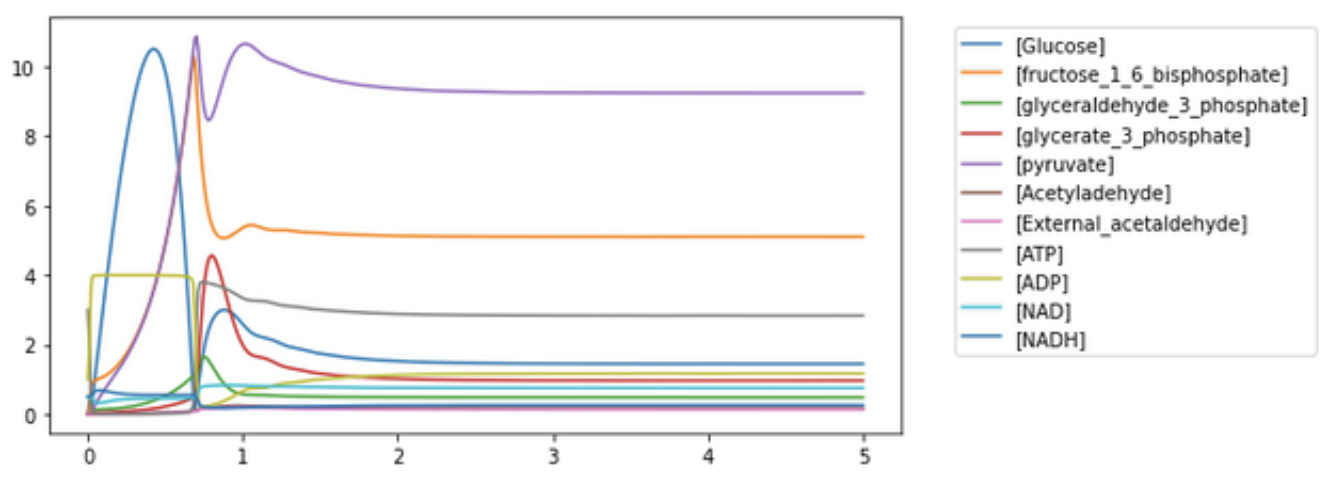 10
8
6
4
2
0
0 1 2 3 4 5
[Glucose]
[fructose_1_6_bisphosphate]
[glyceraldehyde_3_phosphate]
[glycerate_3_phosphate]
[pyruvate]
[Acetyladehyde]
[External_acetaldehyde]
[ATP]
[ADP]
[NAD]
[NADH]